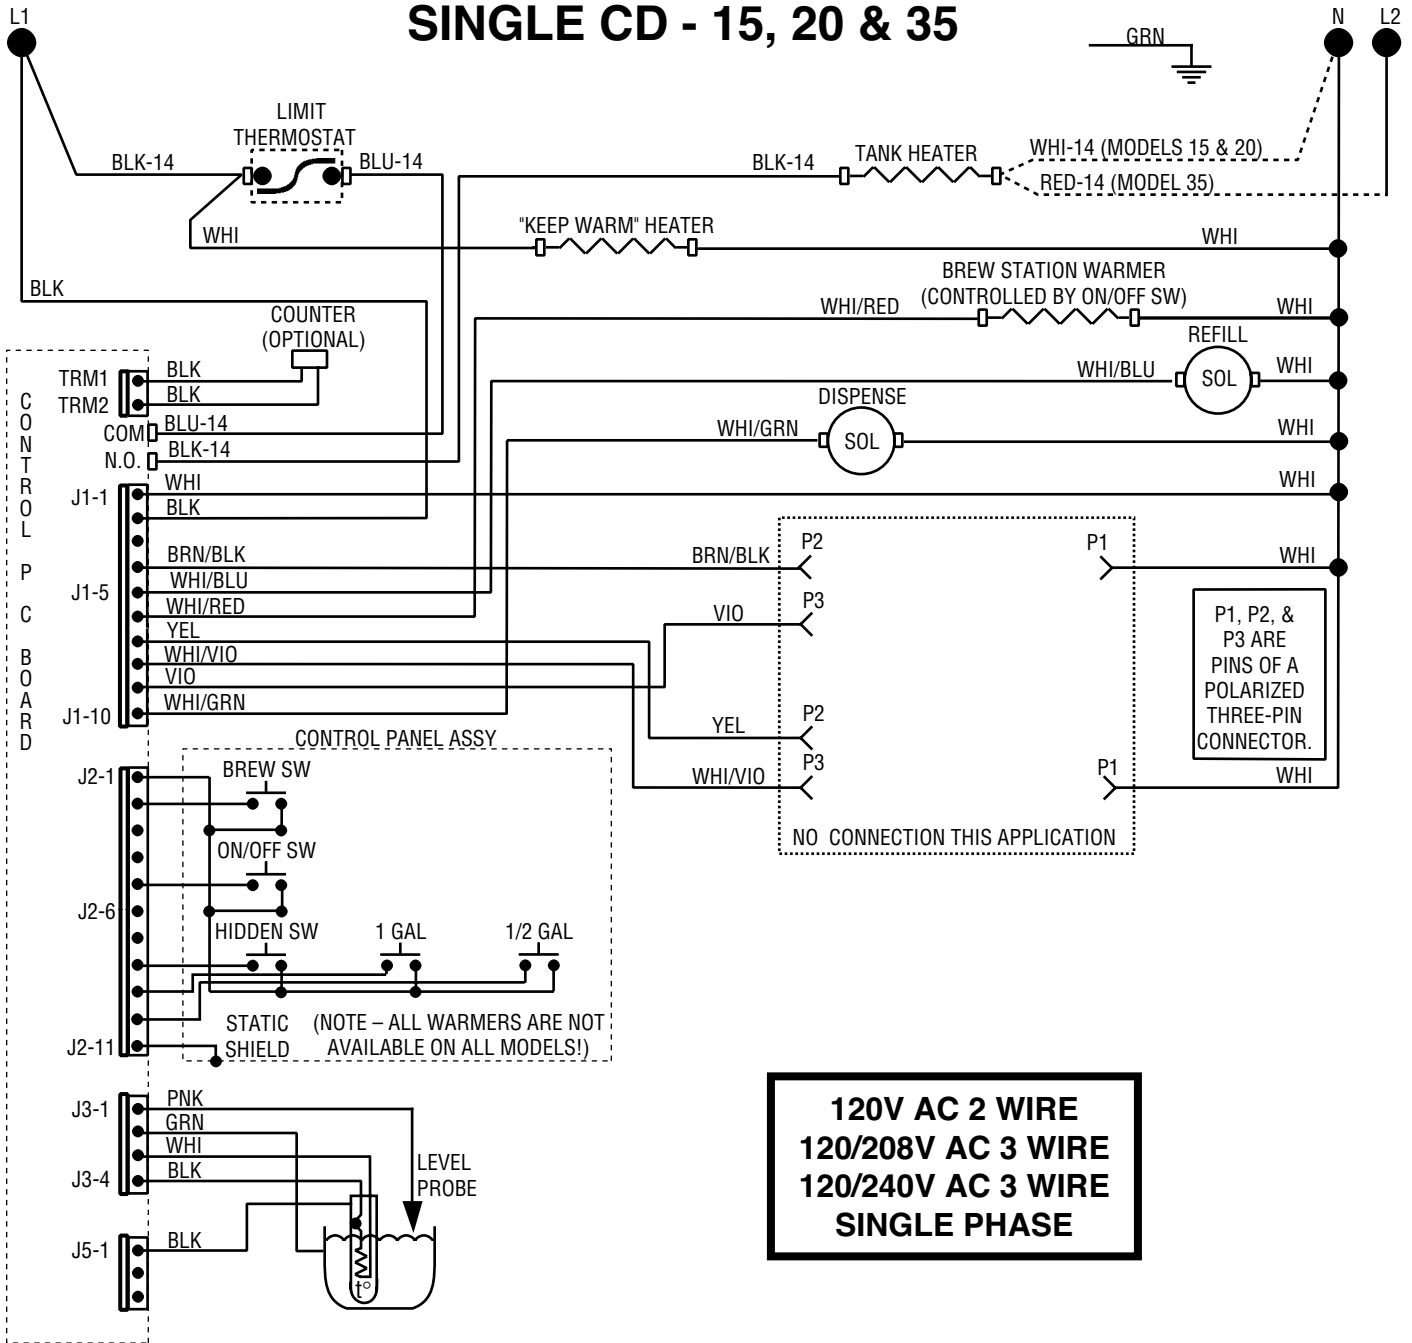 SINGLE CD - 15, 20 & 35
L1
N
L2
GRN
LIMIT
THERMOSTAT
BLK-14
BLU-14
BLK-14
TANK HEATER
WHI-14 (MODELS 15 & 20)
RED-14 (MODEL 35)
WHI
"KEEP WARM" HEATER
WHI
BLK
BREW STATION WARMER
(CONTROLLED BY ON/OFF SW)
WHI/RED
WHI
COUNTER
(OPTIONAL)
REFILL
WHI/BLU
SOL
WHI
DISPENSE
WHI/GRN
SOL
WHI
CONTROL PC BOARD
TRM1
BLK
TRM2
BLK
COM
BLU-14
N.O.
BLK-14
J1-1
WHI
WHI
BLK
BRN/BLK
BRN/BLK
P2
P1
WHI
J1-5
WHI/BLU
WHI/RED
VIO
P3
YEL
WHI/VIO
VIO
J1-10
WHI/GRN
YEL
P2
WHI/VIO
P3
P1
WHI
NO CONNECTION THIS APPLICATION
P1, P2, &
P3 ARE
PINS OF A
POLARIZED
THREE-PIN
CONNECTOR.
CONTROL PANEL ASSY
J2-1
BREW SW
ON/OFF SW
J2-6
HIDDEN SW
1 GAL
1/2 GAL
J2-11
STATIC
SHIELD
(NOTE – ALL WARMERS ARE NOT
AVAILABLE ON ALL MODELS!)
J3-1
PNK
GRN
WHI
J3-4
BLK
LEVEL
PROBE
J5-1
BLK
t°
120V AC 2 WIRE
120/208V AC 3 WIRE
120/240V AC 3 WIRE
SINGLE PHASE